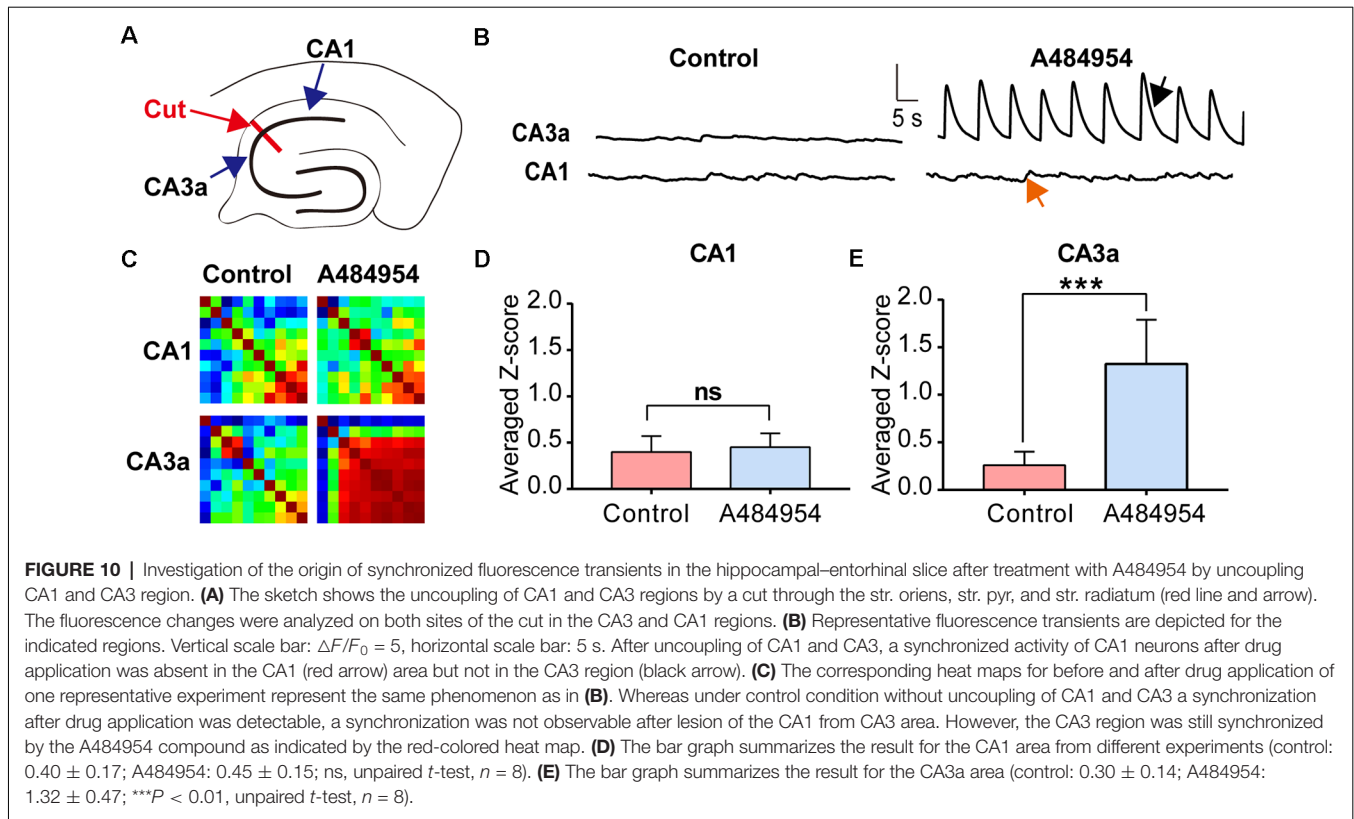 A
CA1
Cut
CA3a
B
Control
A484954
5 s
CA3a
CA1
C
Control
A484954
CA1
CA3a
D
CA1
Averaged Z-score
2.0
1.5
1.0
0.5
0.0
ns
Control
A484954
E
CA3a
Averaged Z-score
2.0
1.5
1.0
0.5
0.0
***
Control
A484954
FIGURE 10 | Investigation of the origin of synchronized fluorescence transients in the hippocampal–entorhinal slice after treatment with A484954 by uncoupling
CA1 and CA3 region. (A) The sketch shows the uncoupling of CA1 and CA3 regions by a cut through the str. oriens, str. pyr, and str. radiatum (red line and arrow).
The fluorescence changes were analyzed on both sites of the cut in the CA3 and CA1 regions. (B) Representative fluorescence transients are depicted for the
indicated regions. Vertical scale bar: △F/F0 = 5, horizontal scale bar: 5 s. After uncoupling of CA1 and CA3, a synchronized activity of CA1 neurons after drug
application was absent in the CA1 (red arrow) area but not in the CA3 region (black arrow). (C) The corresponding heat maps for before and after drug application of
one representative experiment represent the same phenomenon as in (B). Whereas under control condition without uncoupling of CA1 and CA3 a synchronization
after drug application was detectable, a synchronization was not observable after lesion of the CA1 from CA3 area. However, the CA3 region was still synchronized
by the A484954 compound as indicated by the red-colored heat map. (D) The bar graph summarizes the result for the CA1 area from different experiments (control:
0.40 ± 0.17; A484954: 0.45 ± 0.15; ns, unpaired t-test, n = 8). (E) The bar graph summarizes the result for the CA3a area (control: 0.30 ± 0.14; A484954:
1.32 ± 0.47; ***P < 0.01, unpaired t-test, n = 8).